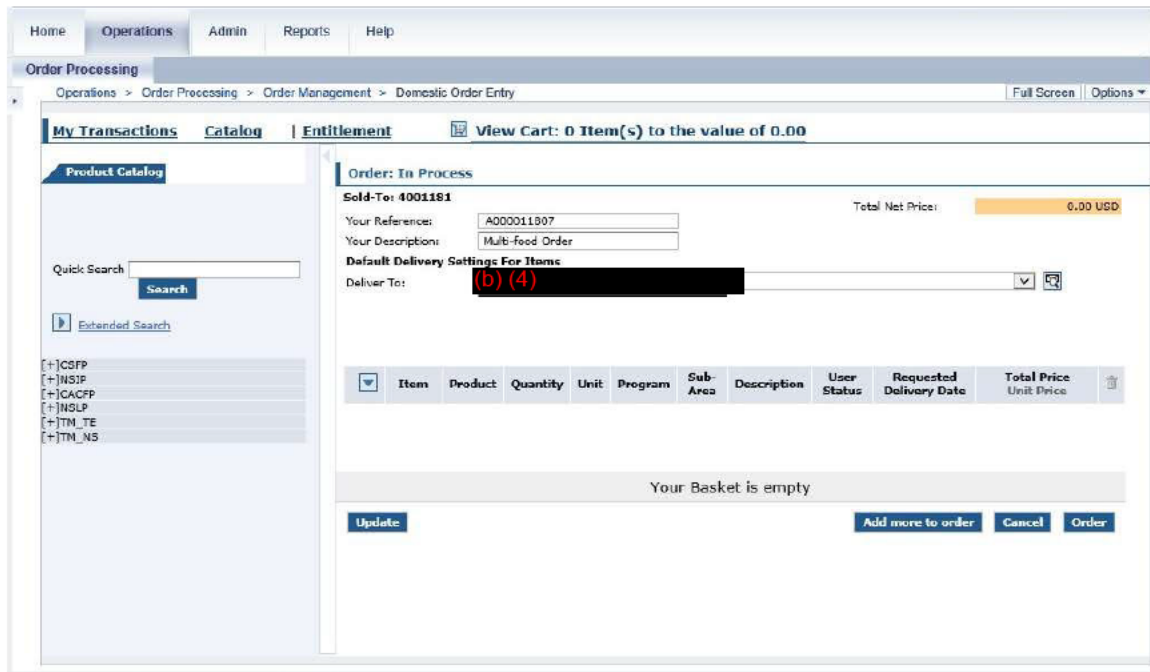 Home Operations Admin Reports Help
Order Processing
Operations > Order Processing > Order Management > Domestic Order Entry Full Screen Options
My Transactions Catalog | Entitlement View Cart: 0 Item(s) to the value of 0.00
Product Catalog
Order: In Process
Sold-To: 4001181
Total Net Price: 0.00 USD
Your Reference: A000011807
Your Description: Multi-food Order
Default Delivery Settings For Items
Quick Search
Deliver To: (b) (4)
Search
Extended Search
[+]CSFP
[+]NSIP
[+]CACFP
[+]NSLP
[+]TM_TE
[+]TM_NS
Item Product Quantity Unit Program Sub-Area Description User Status Requested Delivery Date Total Price Unit Price
Your Basket is empty
Update Add more to order Cancel Order